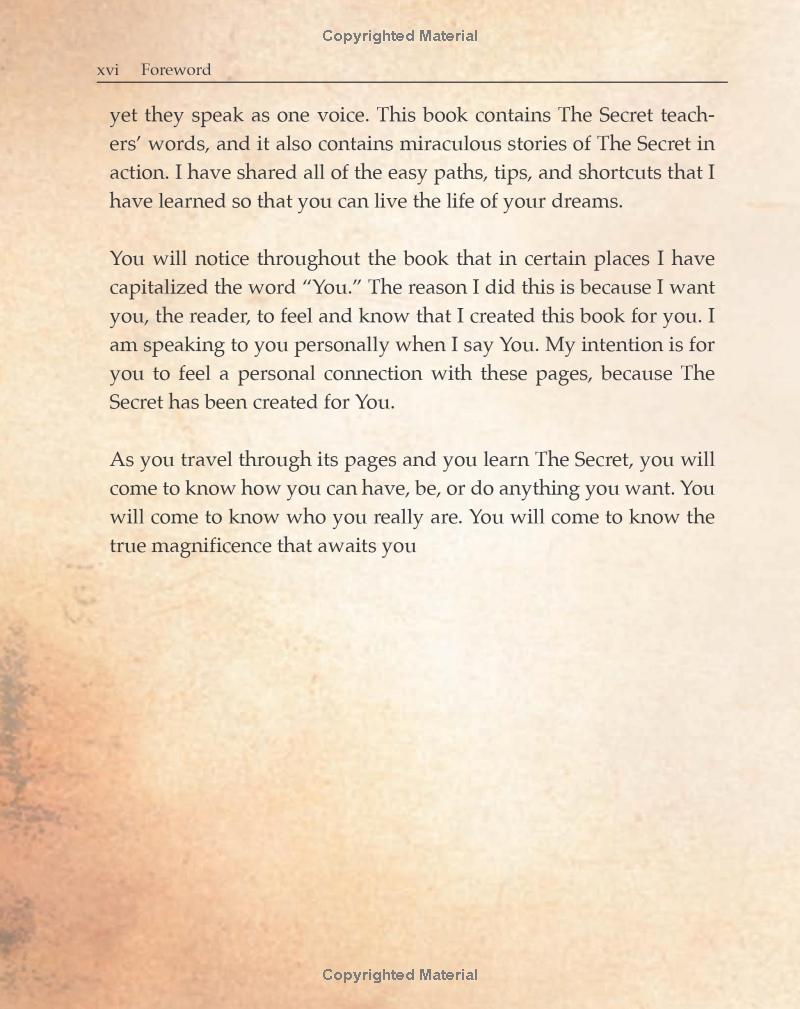 Copyrighted Material
xvi Foreword
yet they speak as one voice. This book contains The Secret teach-
ers’ words, and it also contains miraculous stories of The Secret in
action. I have shared all of the easy paths, tips, and shortcuts that I
have learned so that you can live the life of your dreams.
You will notice throughout the book that in certain places I have
capitalized the word “You.” The reason I did this is because I want
you, the reader, to feel and know that I created this book for you. I
am speaking to you personally when I say You. My intention is for
you to feel a personal connection with these pages, because The
Secret has been created for You.
As you travel through its pages and you learn The Secret, you will
come to know how you can have, be, or do anything you want. You
will come to know who you really are. You will come to know the
true magnificence that awaits you
Copyrighted Material